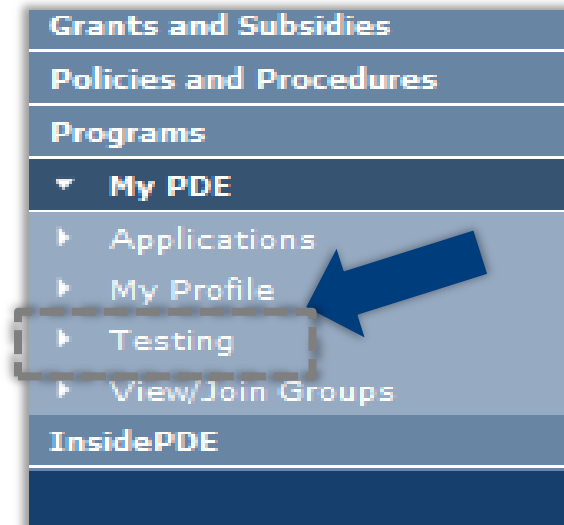 Grants and Subsidies
Policies and Procedures
Programs
My PDE
Applications
My Profile
Testing
View/Join Groups
InsidePDE